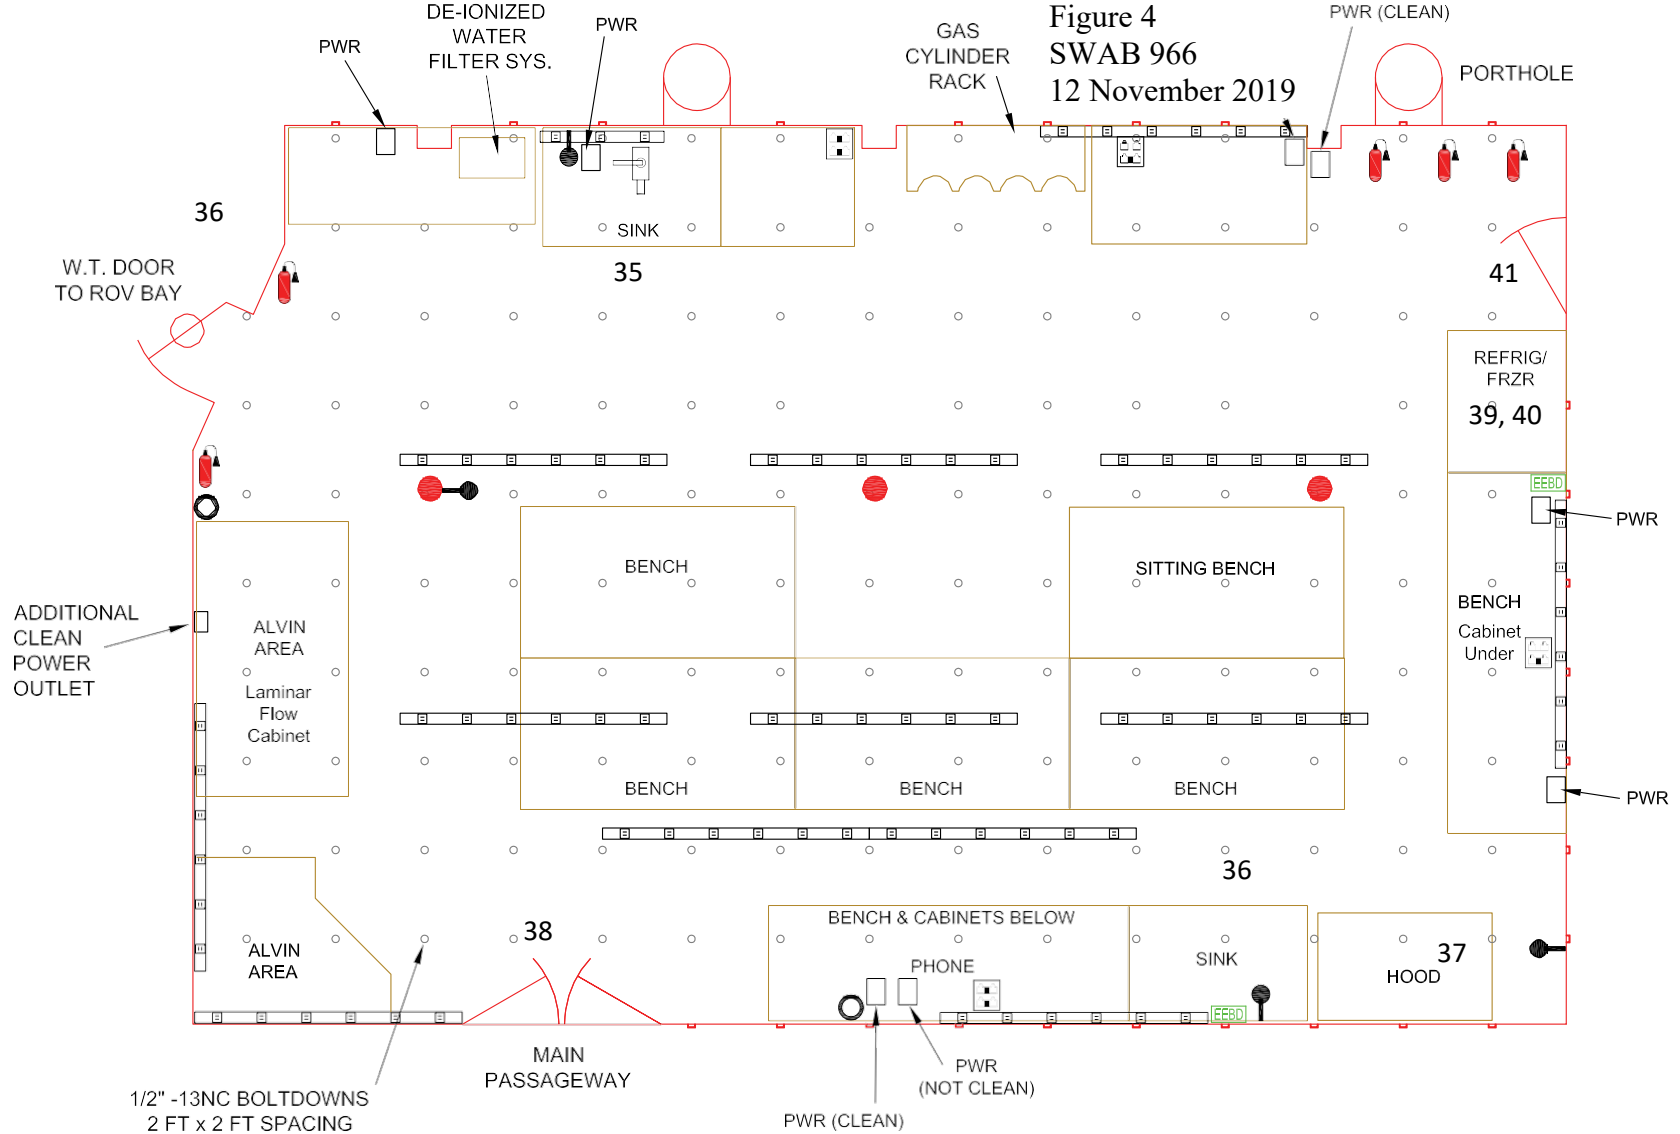 DE-IONIZED
WATER
FILTER SYS.
PWR
PWR
GAS
CYLINDER
RACK
Figure 4
SWAB 966
12 November 2019
PWR (CLEAN)
PORTHOLE
36
W.T. DOOR
TO ROV BAY
SINK
35
41
REFRIG/
FRZR
39, 40
EEBD
PWR
BENCH
SITTING BENCH
BENCH
Cabinet
Under
ADDITIONAL
CLEAN
POWER
OUTLET
ALVIN
AREA
Laminar
Flow
Cabinet
BENCH
BENCH
BENCH
PWR
36
38
ALVIN
AREA
BENCH & CABINETS BELOW
PHONE
SINK
EEBD
37
HOOD
MAIN
PASSAGEWAY
PWR
(NOT CLEAN)
PWR (CLEAN)
1/2" -13NC BOLTDOWNS
2 FT x 2 FT SPACING